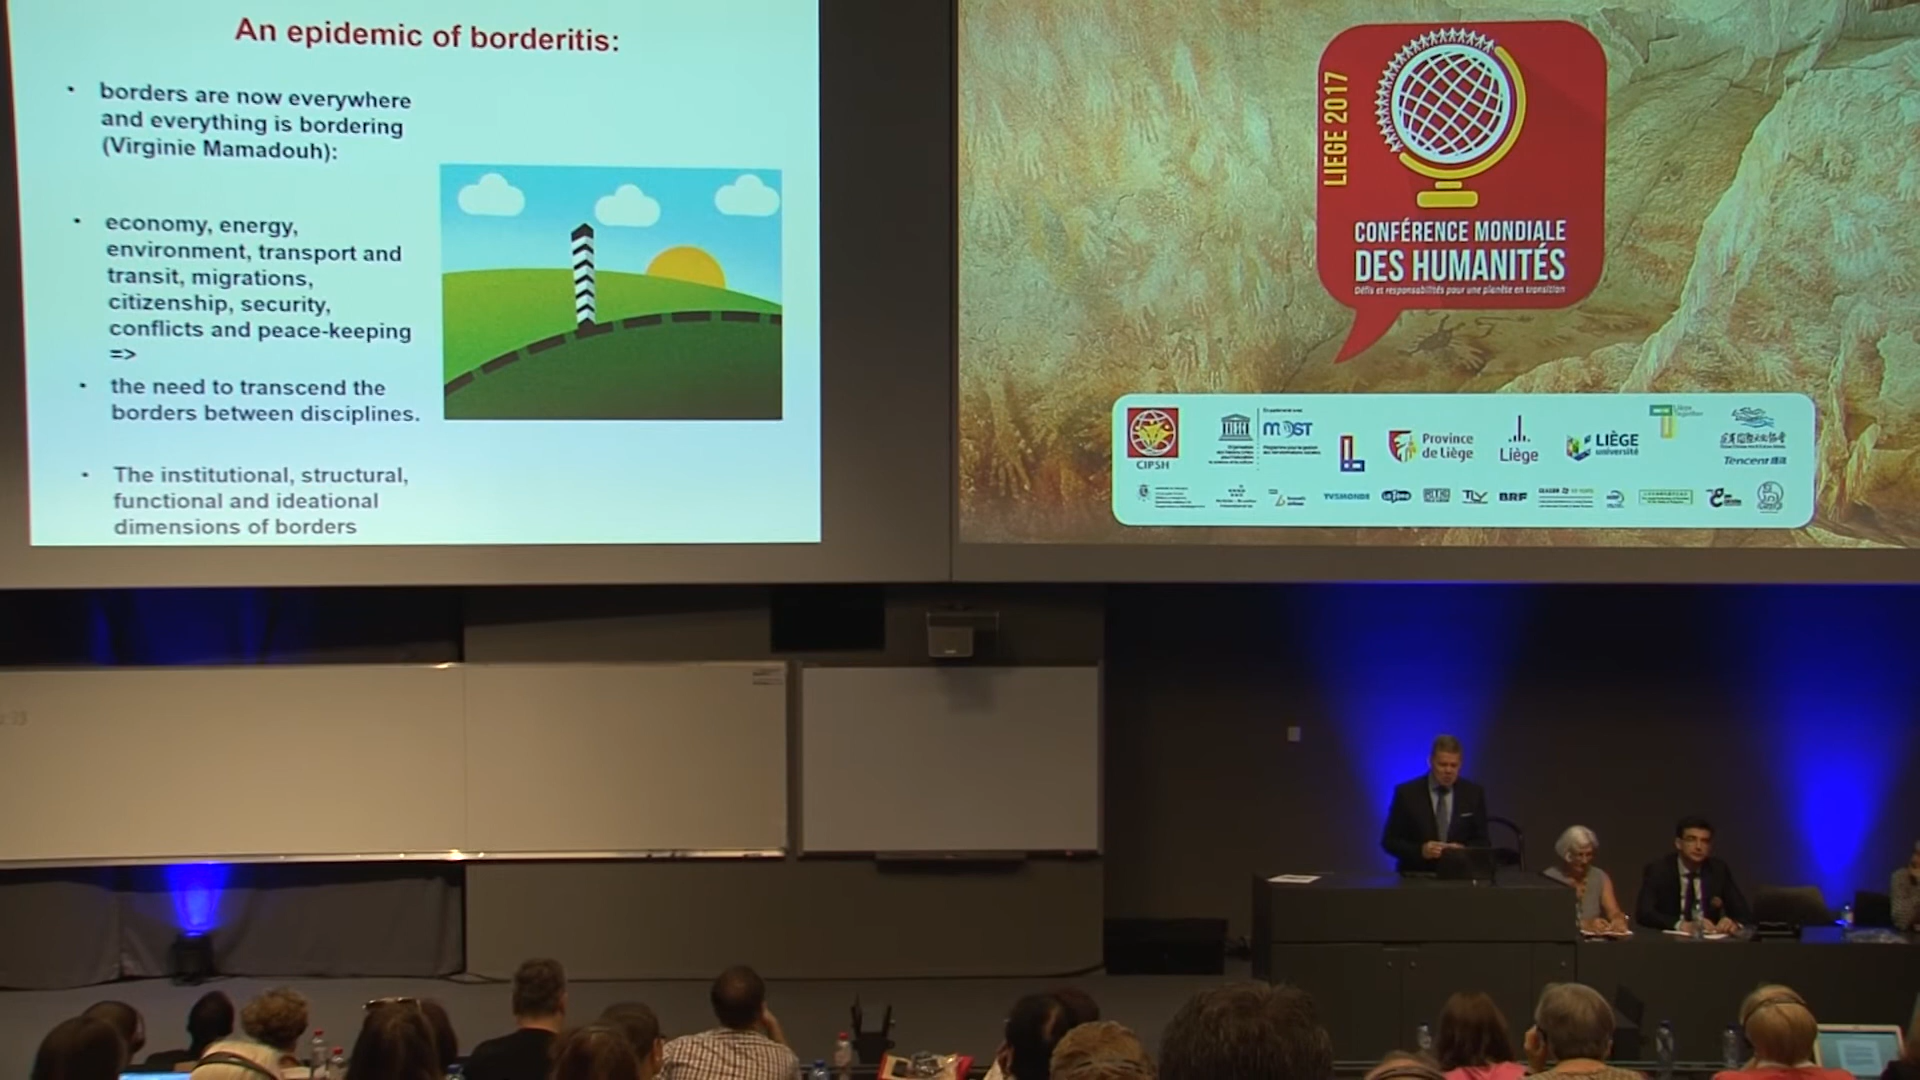 An epidemic of borderitis:
• borders are now everywhere
and everything is bordering
(Virginie Mamadouh):
• economy, energy,
environment, transport and
transit, migrations,
citizenship, security,
conflicts and peace-keeping
=>
• the need to transcend the
borders between disciplines.
• The institutional, structural,
functional and ideational
dimensions of borders
LIEGE 2017
CONFÉRENCE MONDIALE
DES HUMANITÉS
Défis et responsabilités pour une planète en transition
CIPSH
UNESCO
MOST
Province
de Liège
Liège
LIÈGE
université
Liège
together
Tencent
TV5MONDE
BRF